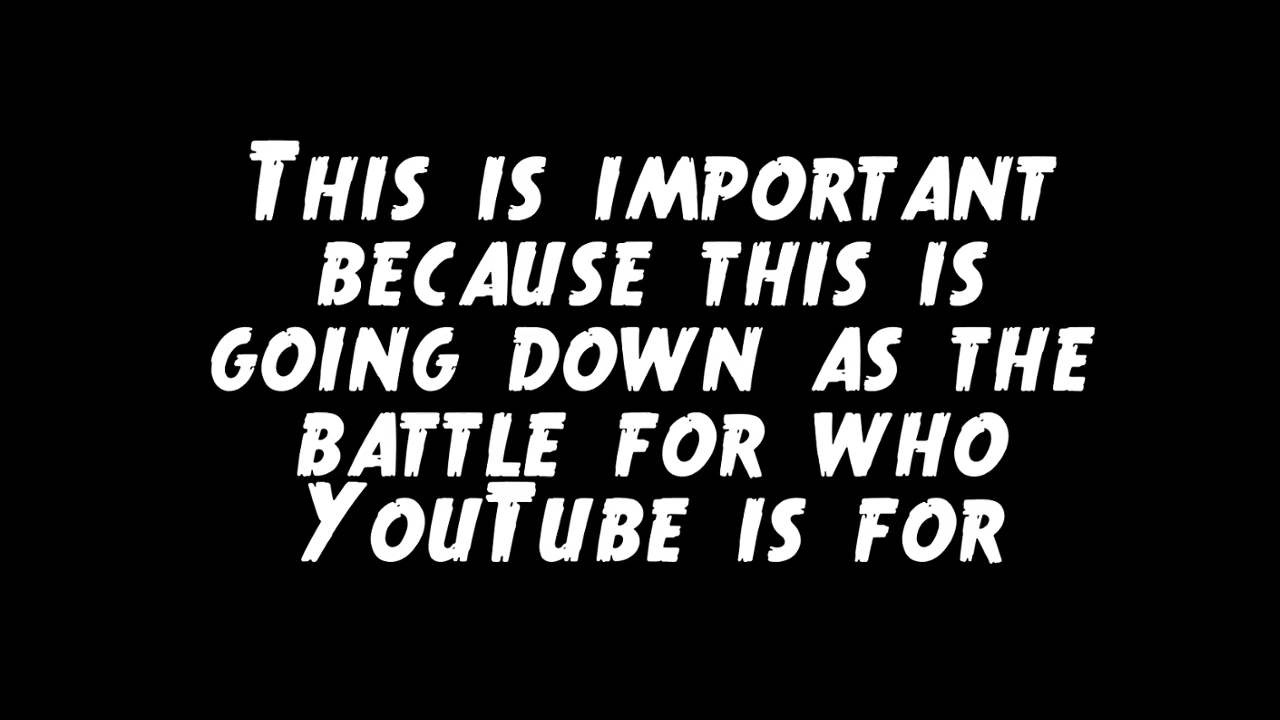 This is important
because this is
going down as the
battle for who
YouTube is for